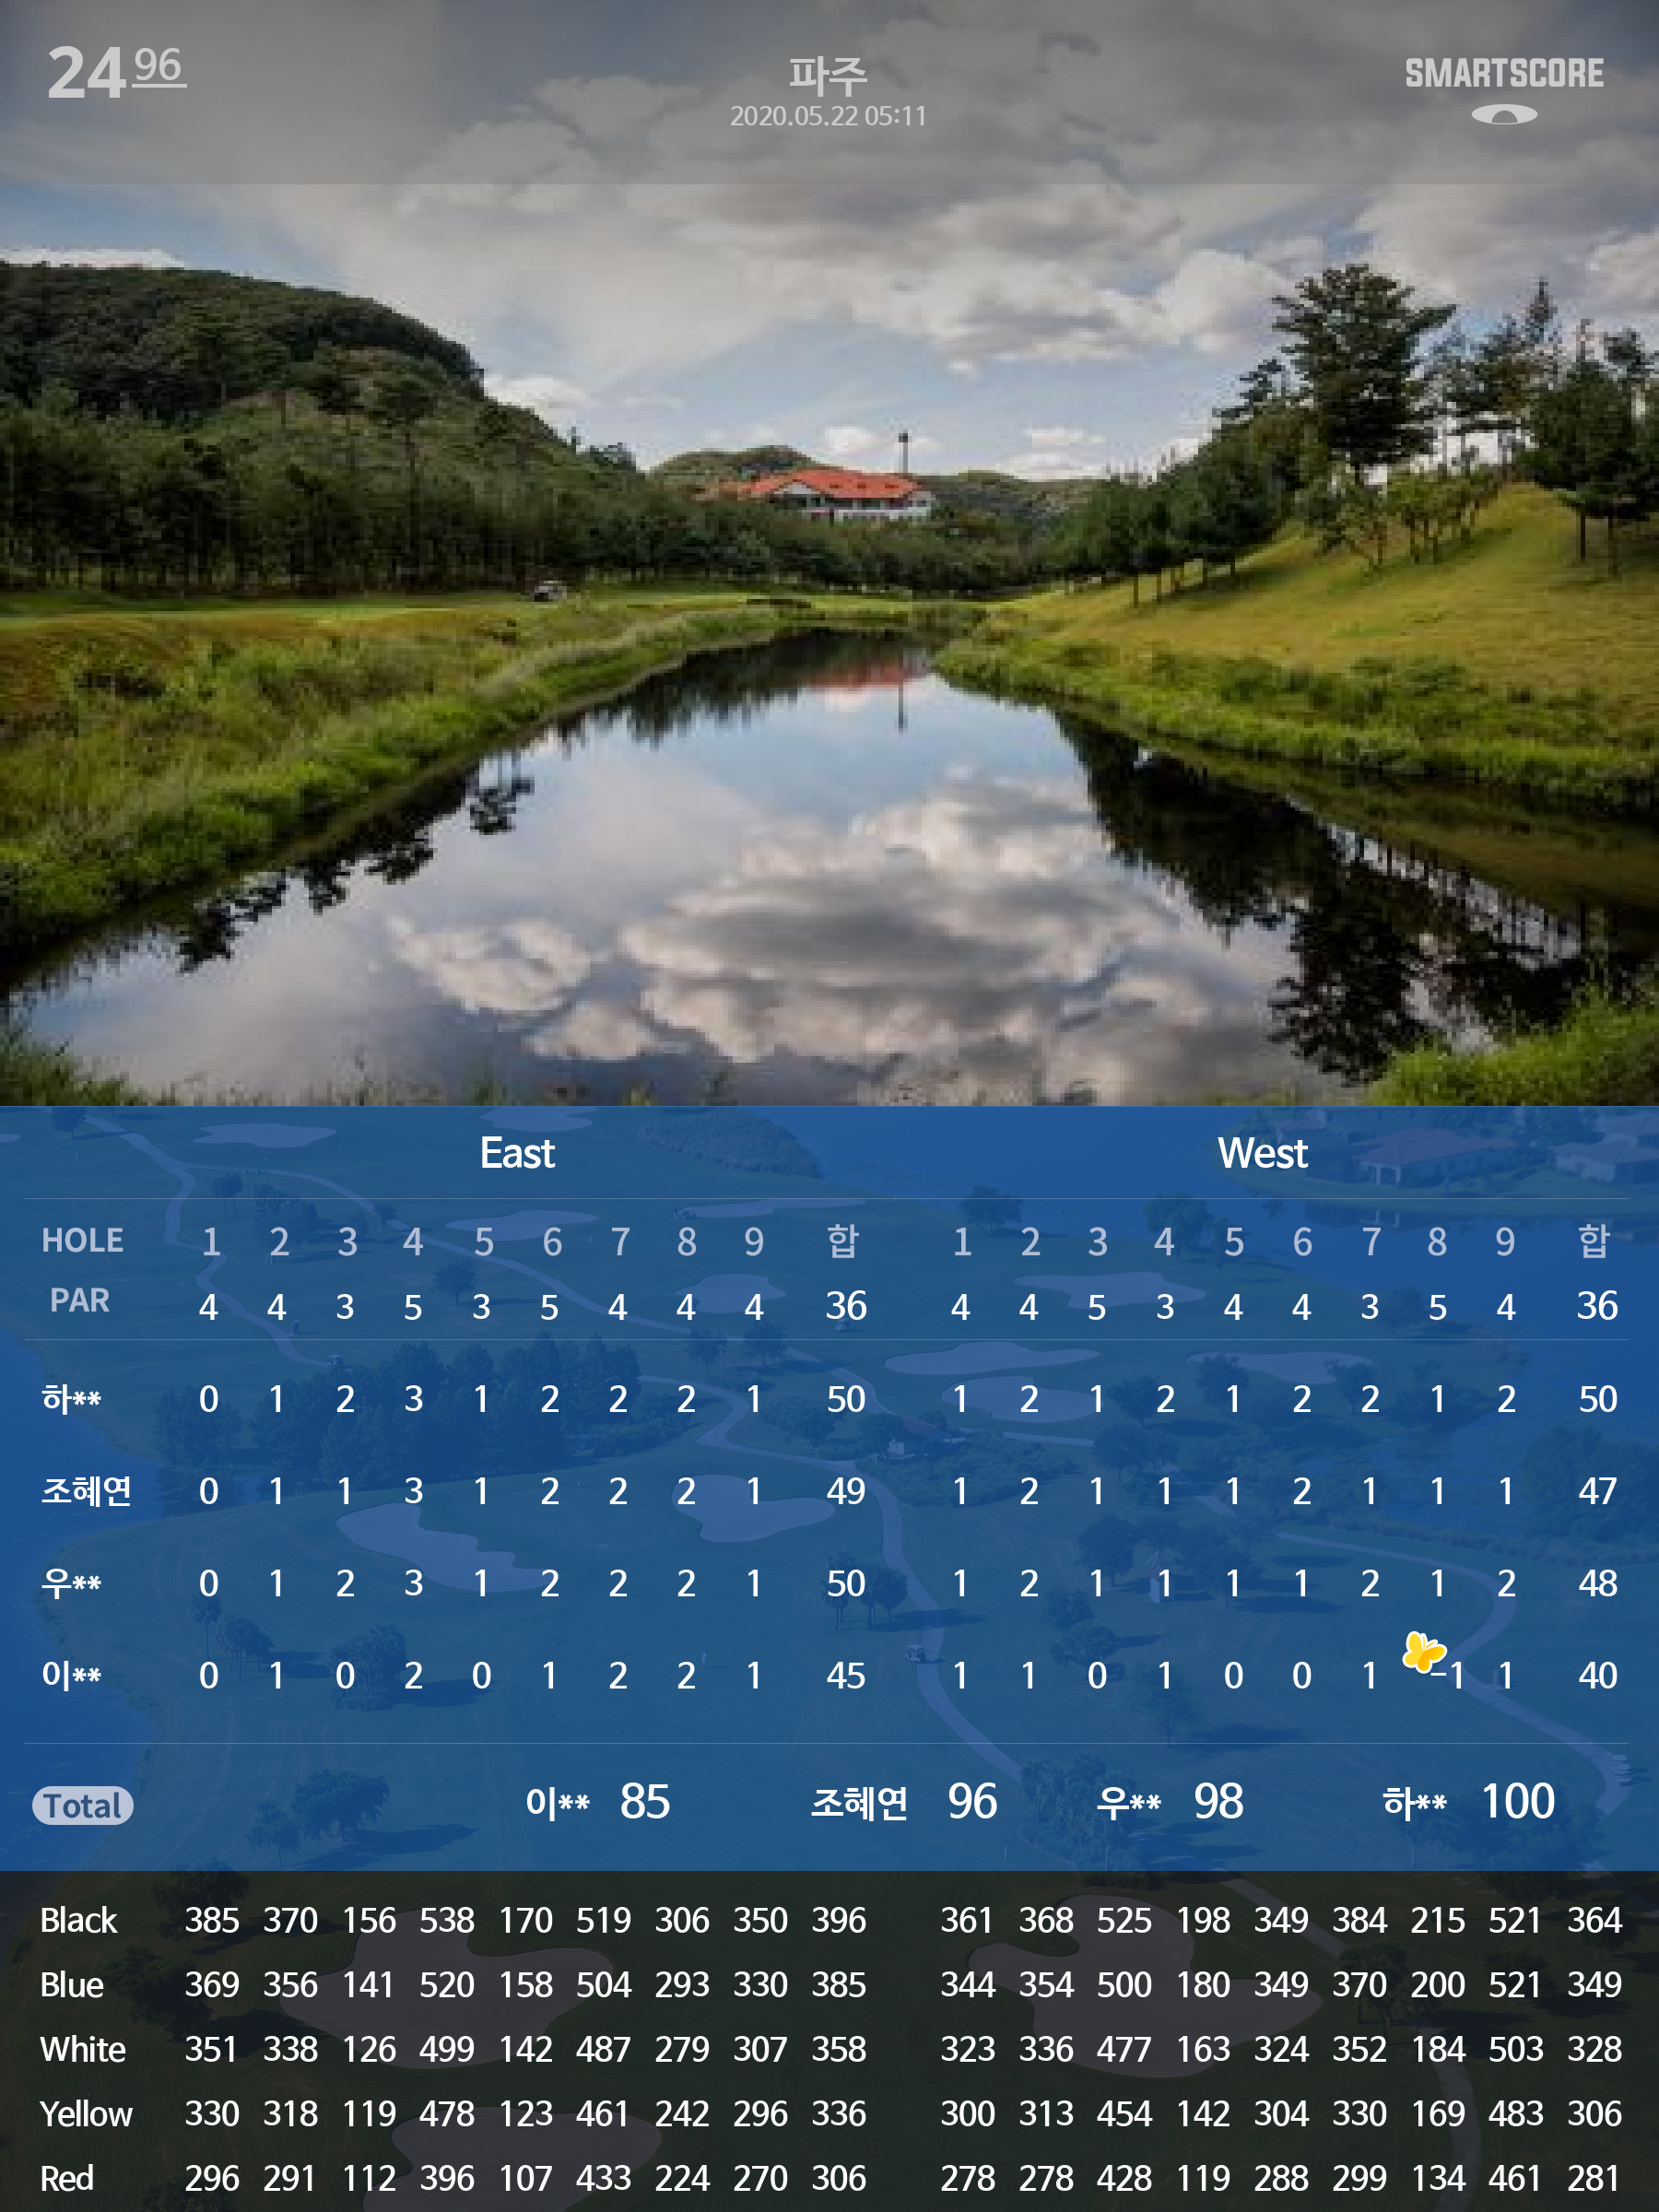 24 96
파주
2020.05.22 05:11
SMARTSCORE
East West
HOLE 1 2 3 4 5 6 7 8 9 합 1 2 3 4 5 6 7 8 9 합
PAR 4 4 3 5 3 5 4 4 4 36 4 4 5 3 4 4 3 5 4 36
하** 0 1 2 3 1 2 2 2 1 50 1 2 1 2 1 2 2 1 2 50
조혜연 0 1 1 3 1 2 2 2 1 49 1 2 1 1 1 2 1 1 1 47
우** 0 1 2 3 1 2 2 2 1 50 1 2 1 1 1 1 2 1 2 48
이** 0 1 0 2 0 1 2 2 1 45 1 1 0 1 0 0 1 -1 1 40
Total 이** 85 조혜연 96 우** 98 하** 100
Black 385 370 156 538 170 519 306 350 396 361 368 525 198 349 384 215 521 364
Blue 369 356 141 520 158 504 293 330 385 344 354 500 180 349 370 200 521 349
White 351 338 126 499 142 487 279 307 358 323 336 477 163 324 352 184 503 328
Yellow 330 318 119 478 123 461 242 296 336 300 313 454 142 304 330 169 483 306
Red 296 291 112 396 107 433 224 270 306 278 278 428 119 288 299 134 461 281